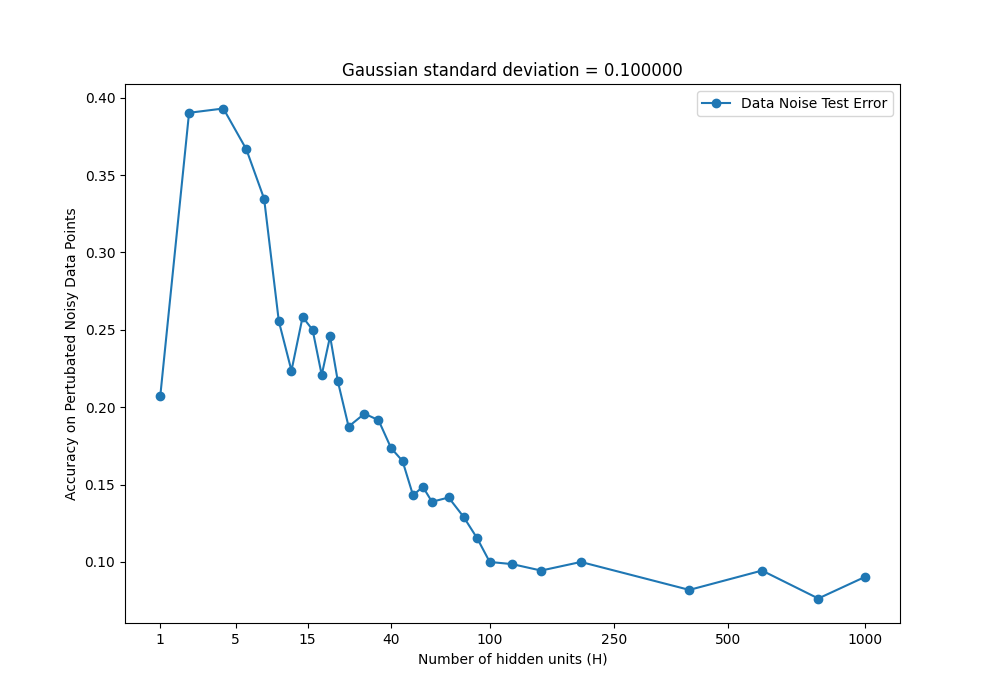 Gaussian standard deviation = 0.100000
Data Noise Test Error
0.40
0.35
0.30
0.25
0.20
0.15
0.10
Accuracy on Pertubated Noisy Data Points
1 5 15 40 100 250 500 1000
Number of hidden units (H)